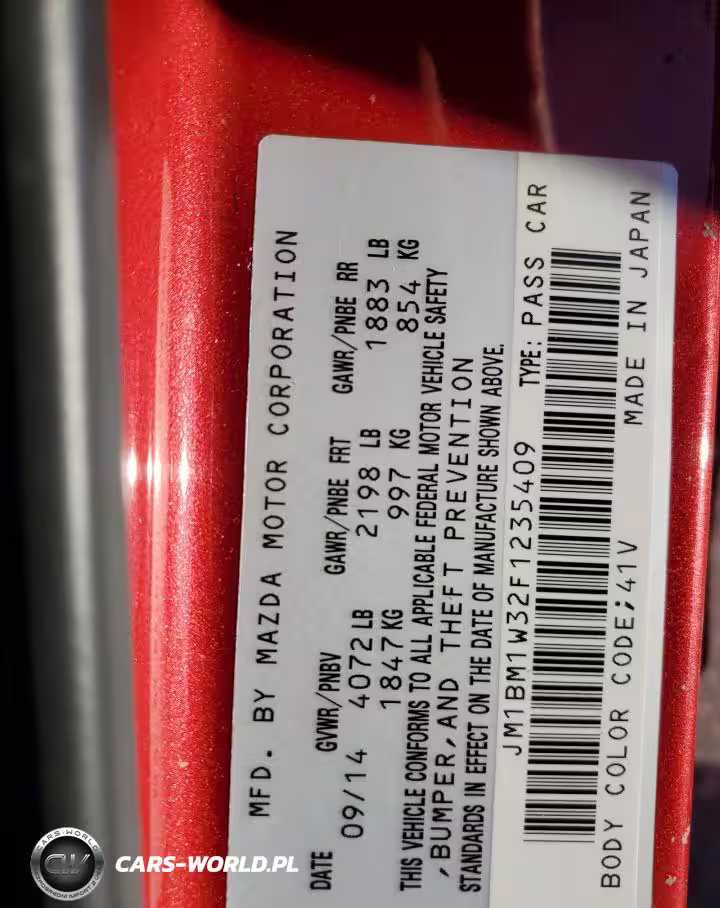 MFD. BY MAZDA MOTOR CORPORATION
DATE GVWR/PNBV GAWR/PNBE FRT GAWR/PNBE RR
09/14 4072 LB 2198 LB 1883 LB
1847 KG 997 KG 854 KG
THIS VEHICLE CONFORMS TO ALL APPLICABLE FEDERAL MOTOR VEHICLE SAFETY
,BUMPER,AND THEFT PREVENTION
STANDARDS IN EFFECT ON THE DATE OF MANUFACTURE SHOWN ABOVE.
JM1BM1W32F1235409 TYPE: PASS CAR
BODY COLOR CODE;41V MADE IN JAPAN
CARS-WORLD
CW
CARS-WORLD.PL